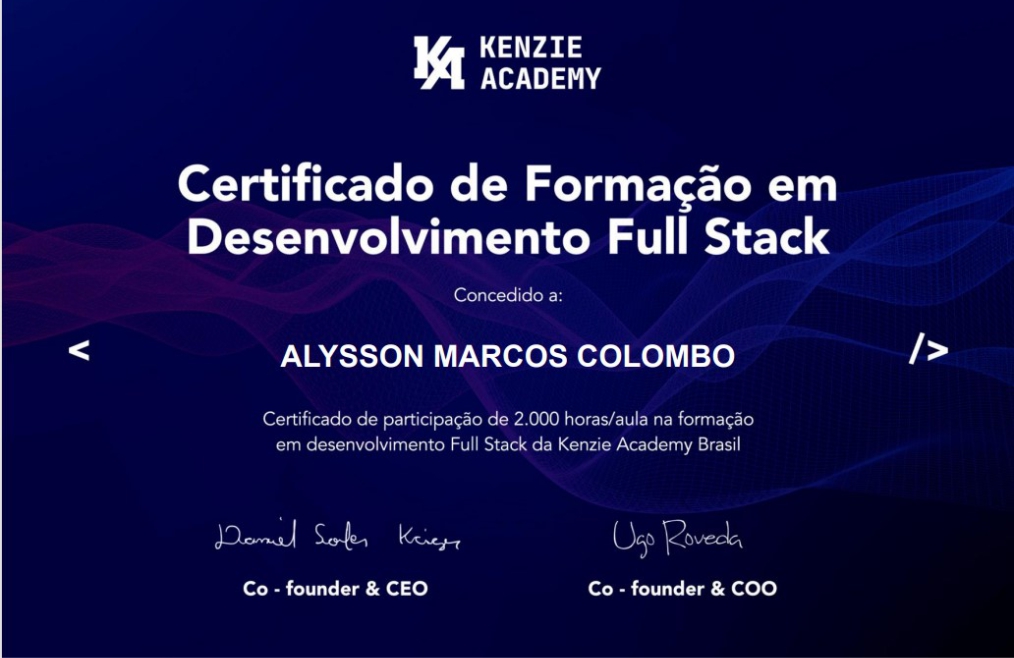 KENZIE
ACADEMY
Certificado de Formação em
Desenvolvimento Full Stack
Concedido a:
<
ALYSSON MARCOS COLOMBO
/>
Certificado de participação de 2.000 horas/aula na formação
em desenvolvimento Full Stack da Kenzie Academy Brasil
Daniel Kriger
Ugo Roveda
Co - founder & CEO
Co - founder & COO